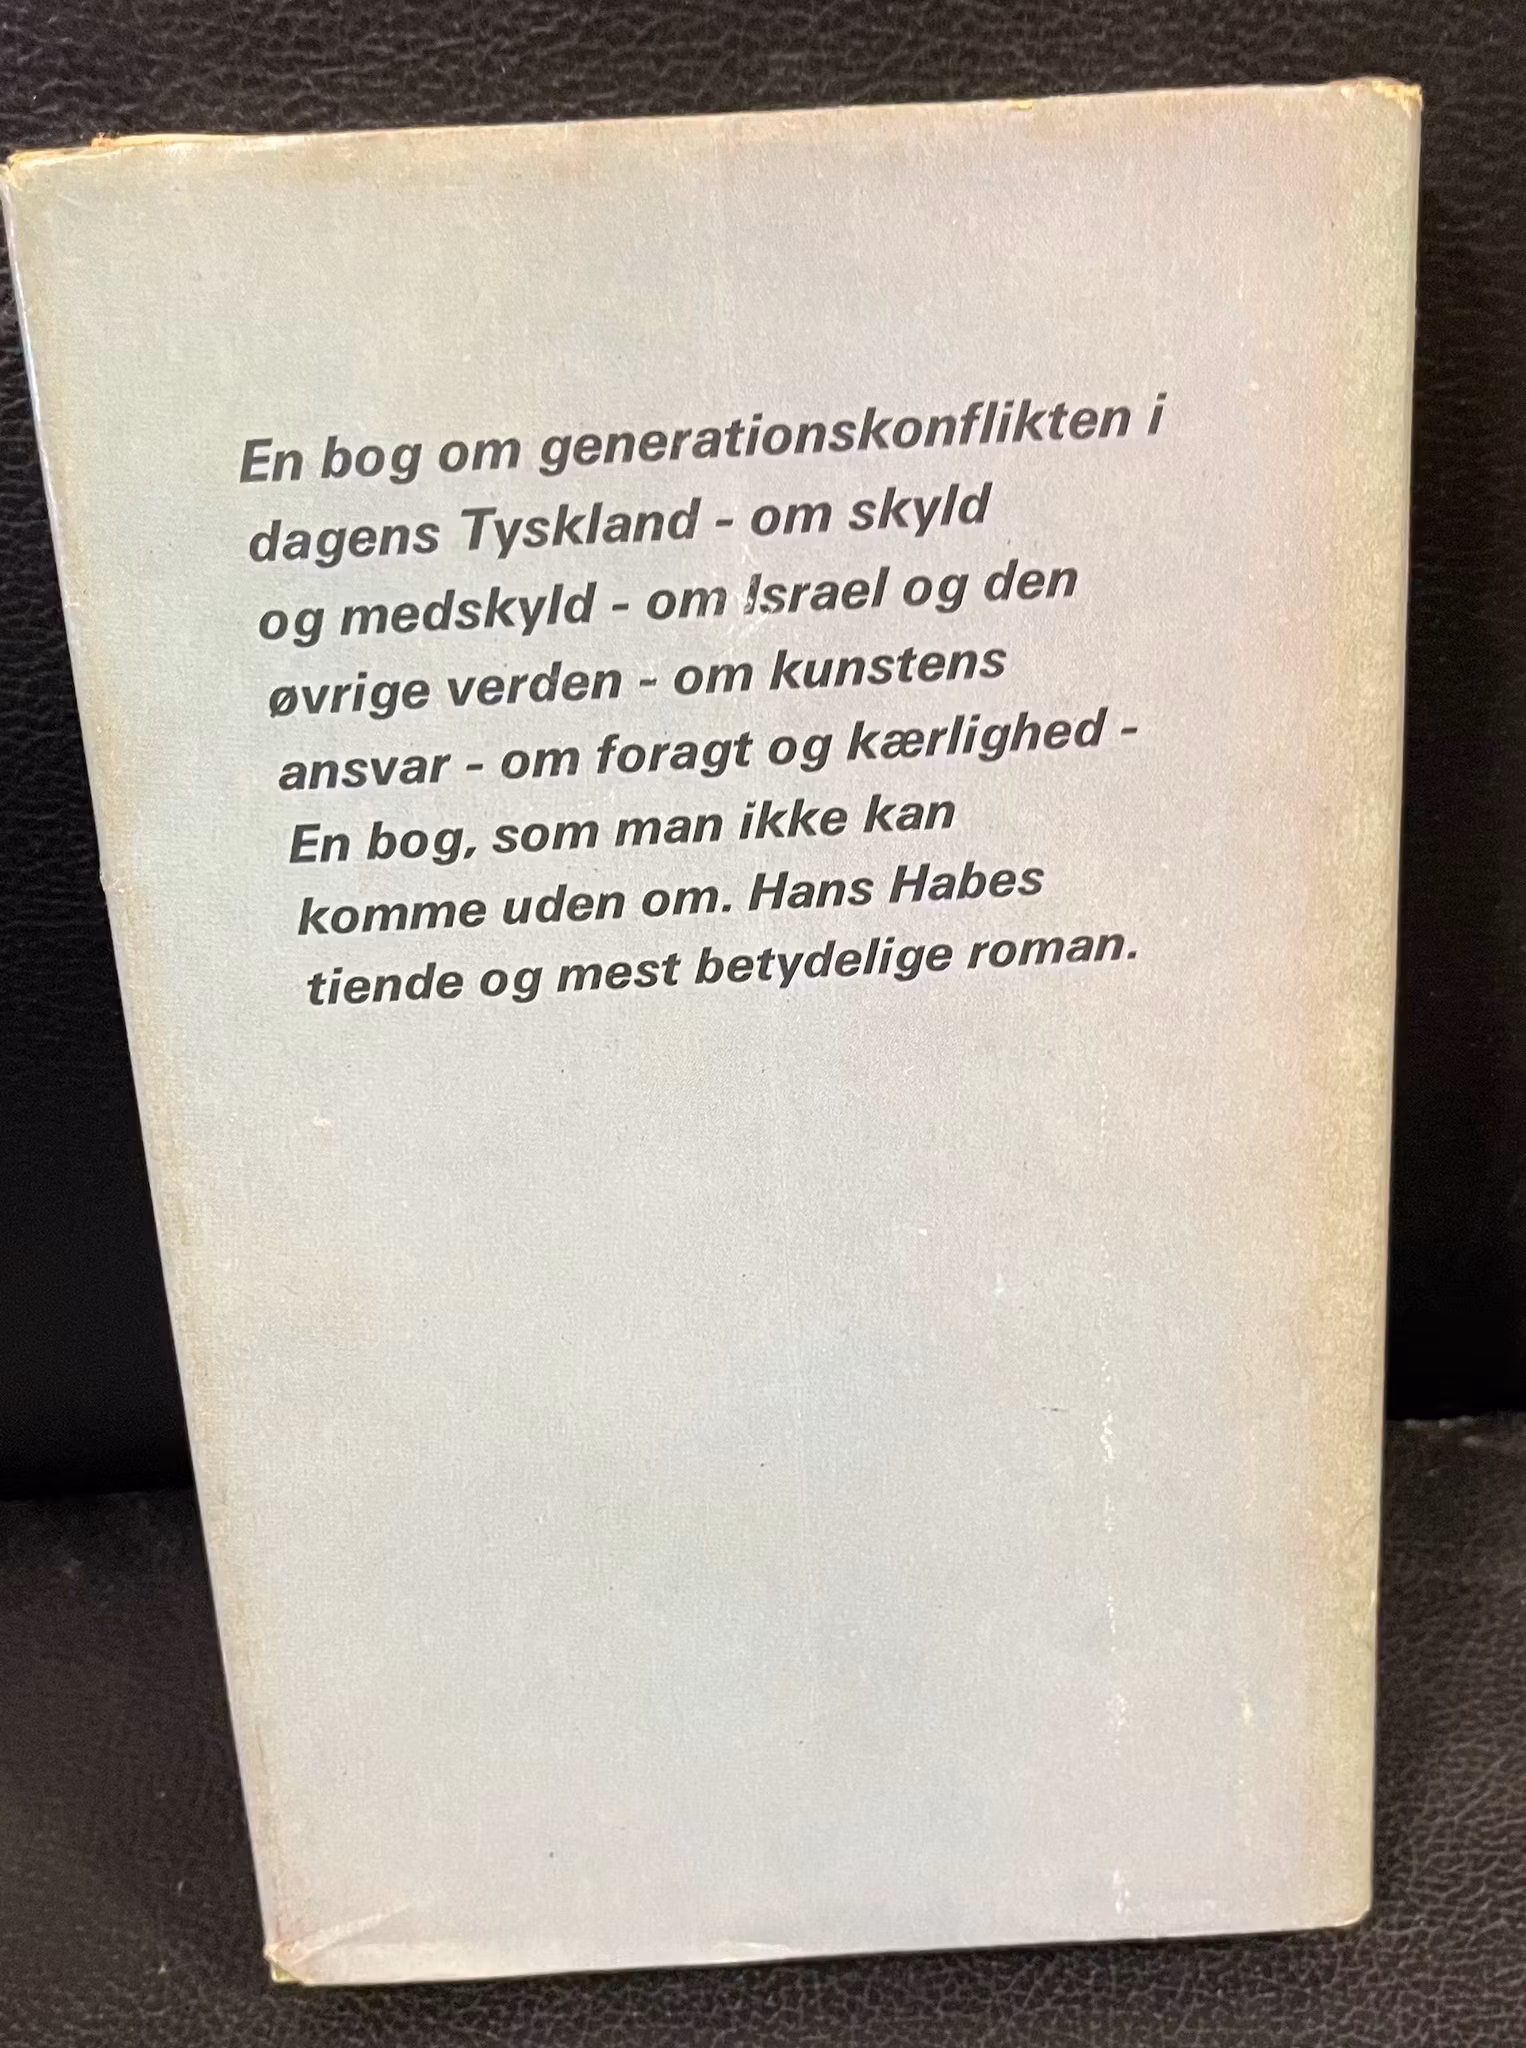 En bog om generationskonflikten i
dagens Tyskland - om skyld
og medskyld - om Israel og den
øvrige verden - om kunstens
ansvar - om foragt og kærlighed -
En bog, som man ikke kan
komme uden om. Hans Habes
tiende og mest betydelige roman.